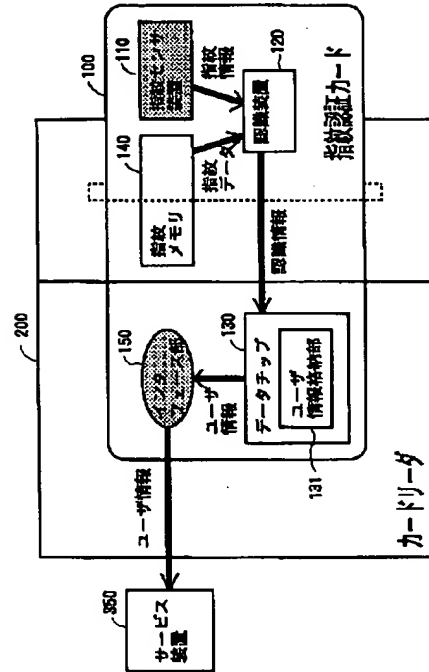 200
100
110
指紋センサ
装置
指紋
情報
140
指紋
メモリ
指紋
データ
120
認識装置
指紋認証カード
認識情報
150
インタ
フェース部
ユーザ
情報
130
データチップ
ユーザ
情報格納部
131
ユーザ情報
カードリーダ
350
サービス
装置